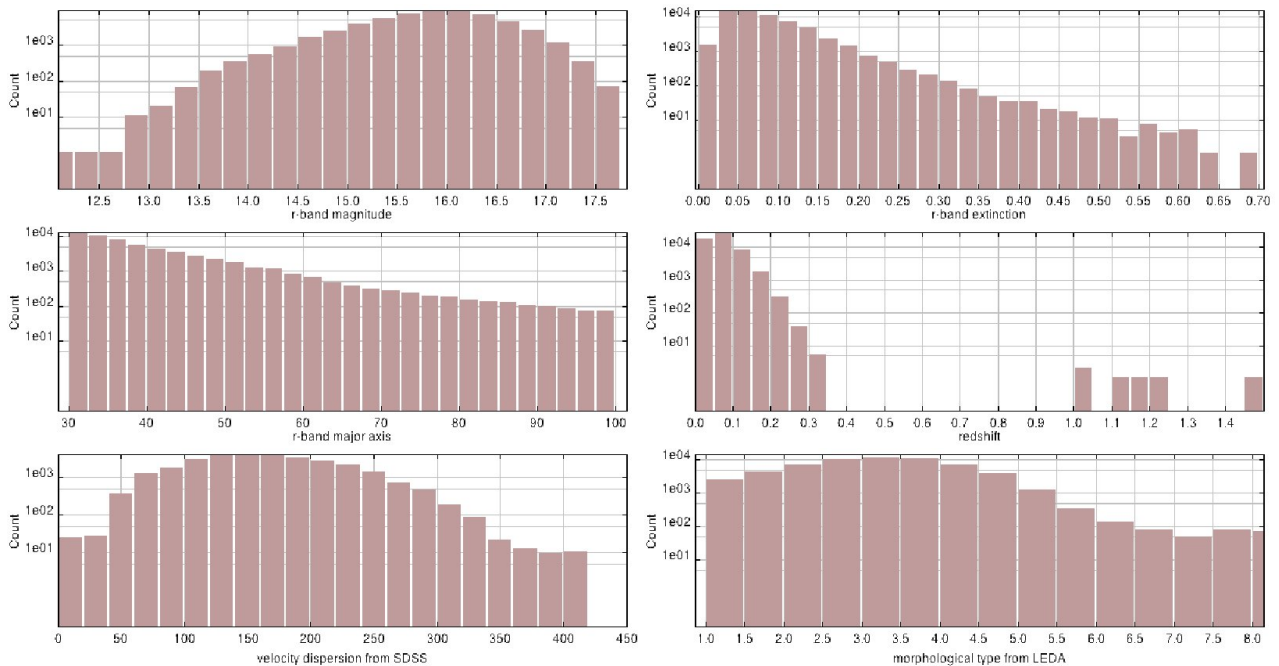 1e03
1e02
1e01
Count
12.5 13.0 13.5 14.0 14.5 15.0 15.5 16.0 16.5 17.0 17.5
r-band magnitude
1e04
1e03
1e02
1e01
Count
0.00 0.05 0.10 0.15 0.20 0.25 0.30 0.35 0.40 0.45 0.50 0.55 0.60 0.65 0.70
r-band extinction
1e04
1e03
1e02
1e01
Count
30 40 50 60 70 80 90 100
r-band major axis
1e04
1e03
1e02
1e01
Count
0.0 0.1 0.2 0.3 0.4 0.5 0.6 0.7 0.8 0.9 1.0 1.1 1.2 1.3 1.4
redshift
1e03
1e02
1e01
Count
0 50 100 150 200 250 300 350 400 450
velocity dispersion from SDSS
1e04
1e03
1e02
1e01
Count
1.0 1.5 2.0 2.5 3.0 3.5 4.0 4.5 5.0 5.5 6.0 6.5 7.0 7.5 8.0
morphological type from LEDA